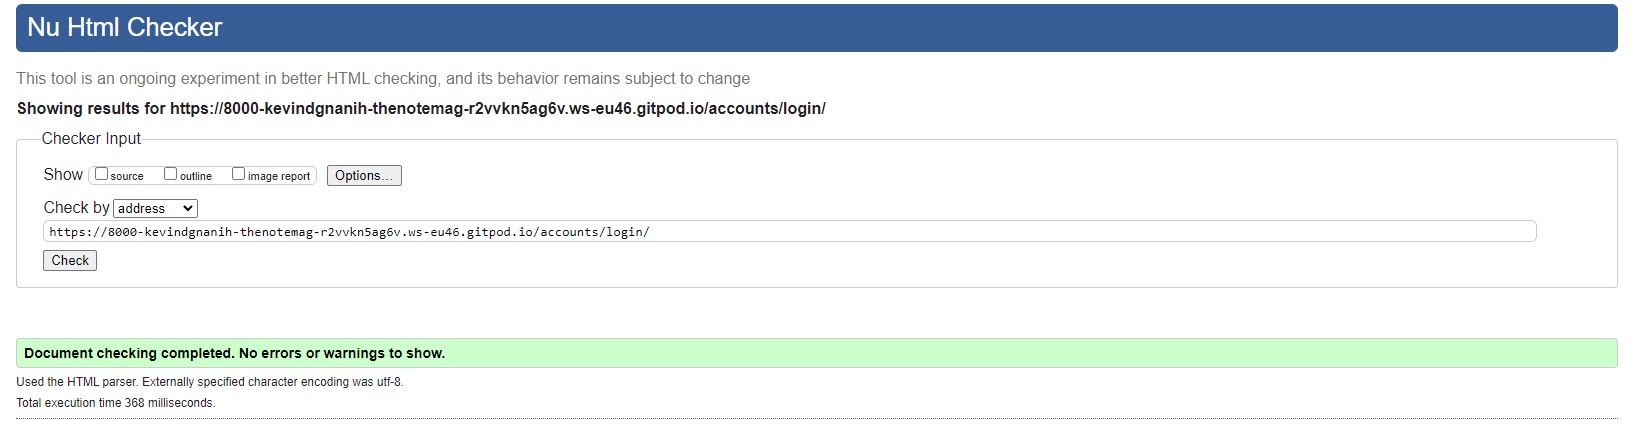 Nu Html Checker
This tool is an ongoing experiment in better HTML checking, and its behavior remains subject to change
Showing results for https://8000-kevindgnanih-thenotemag-r2vvkn5ag6v.ws-eu46.gitpod.io/accounts/login/
Checker Input
Show source outline image report Options...
Check by address
https://8000-kevindgnanih-thenotemag-r2vvkn5ag6v.ws-eu46.gitpod.io/accounts/login/
Check
Document checking completed. No errors or warnings to show.
Used the HTML parser. Externally specified character encoding was utf-8.
Total execution time 368 milliseconds.